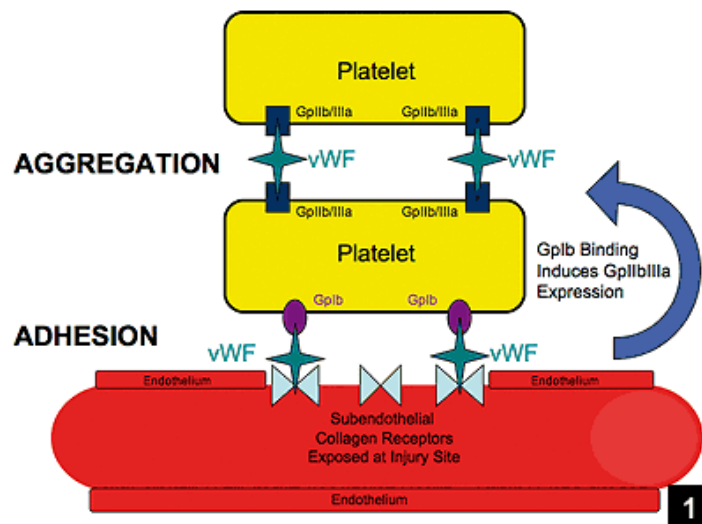 Platelet
GpIIb/IIIa GpIIb/IIIa
AGGREGATION
vWF vWF
GpIIb/IIIa GpIIb/IIIa
Platelet
GpIb Binding
Induces GpIIbIIIa
Expression
GpIb GpIb
ADHESION
vWF vWF
Endothelium Endothelium
Subendothelial
Collagen Receptors
Exposed at Injury Site
Endothelium
1